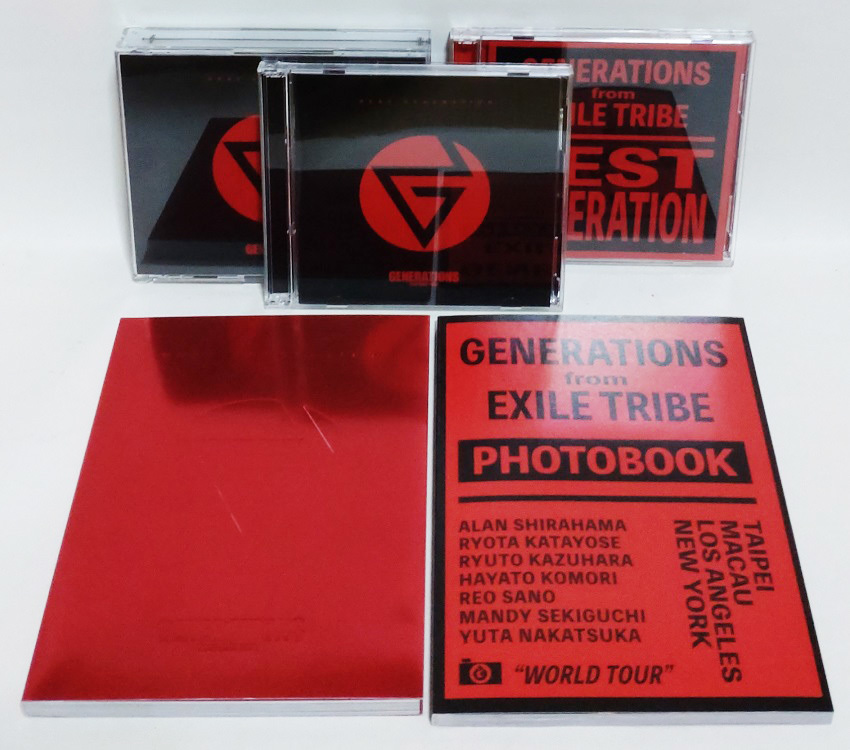 GENERATIONS
GENERATIONS
from
EXILE TRIBE
PHOTOBOOK
ALAN SHIRAHAMA
RYOTA KATAYOSE
RYUTO KAZUHARA
HAYATO KOMORI
REO SANO
MANDY SEKIGUCHI
YUTA NAKATSUKA
TAIPEI
MACAU
LOS ANGELES
NEW YORK
"WORLD TOUR"
GENERATIONS
from
ILE TRIBE
EST
ERATION